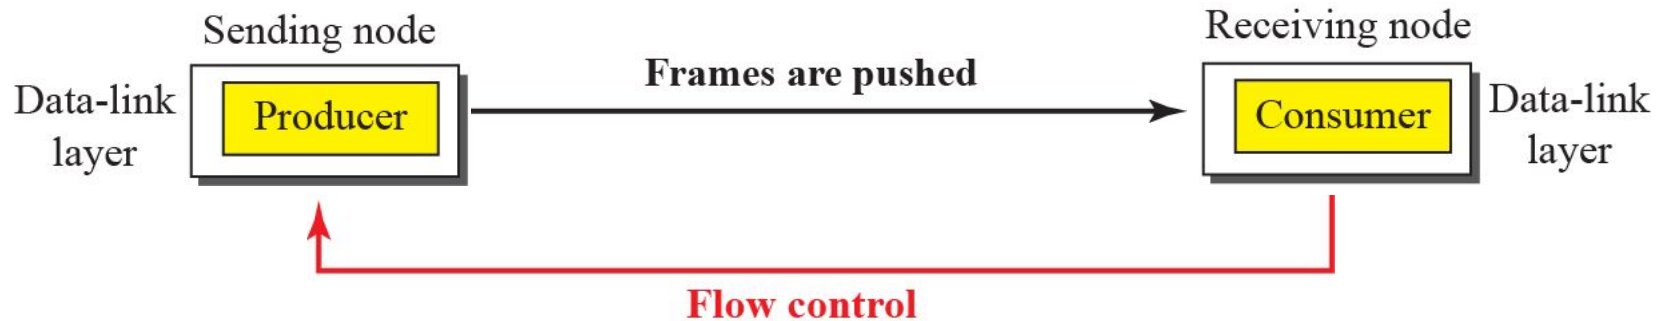 Sending node
Receiving node
Frames are pushed
Data-link
layer
Producer
Consumer
Data-link
layer
Flow control